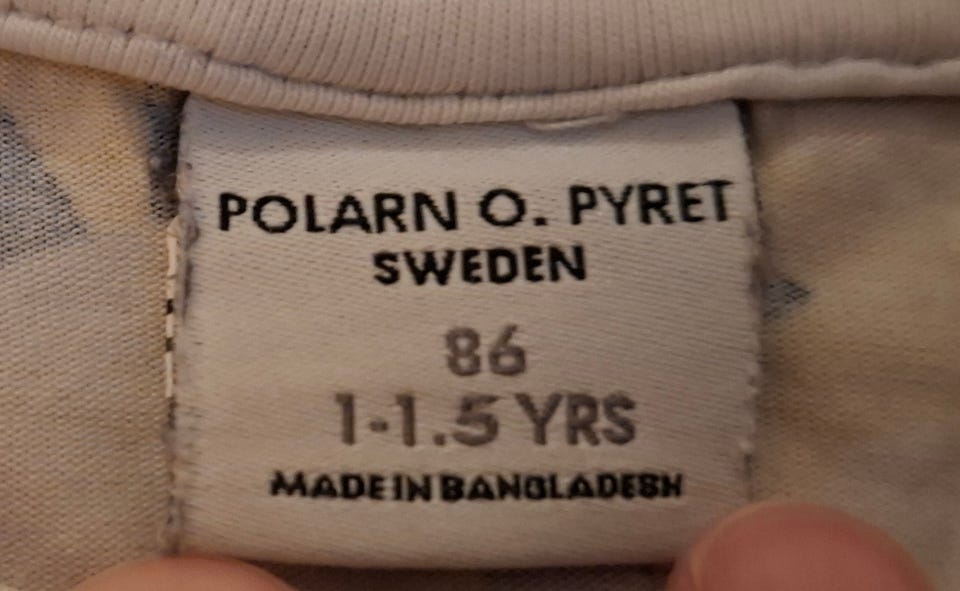 POLARN O. PYRET
SWEDEN
86
1-1.5 YRS
MADE IN BANGLADESH